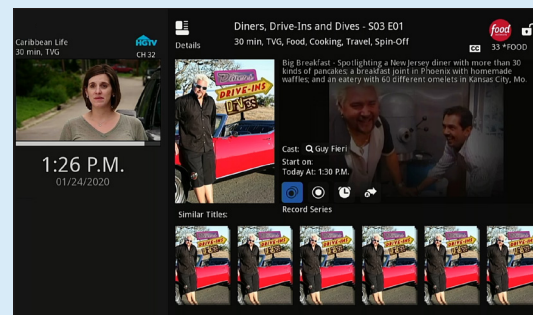 Caribbean Life
30 min, TVG
HGTV
CH 32
1:26 P.M.
01/24/2020
Details
Diners, Drive-Ins and Dives - S03 E01
30 min, TVG, Food, Cooking, Travel, Spin-Off
food
CC
33 *FOOD
Big Breakfast - Spotlighting a New Jersey diner with more than 30
kinds of pancakes; a breakfast joint in Phoenix with homemade
waffles; and an eatery with 60 different omelets in Kansas City, Mo.
Diners
DRIVE-INS
DIVES
Cast: Guy Fieri
Start on:
Today At: 1:30 P.M.
Record Series
Similar Titles: